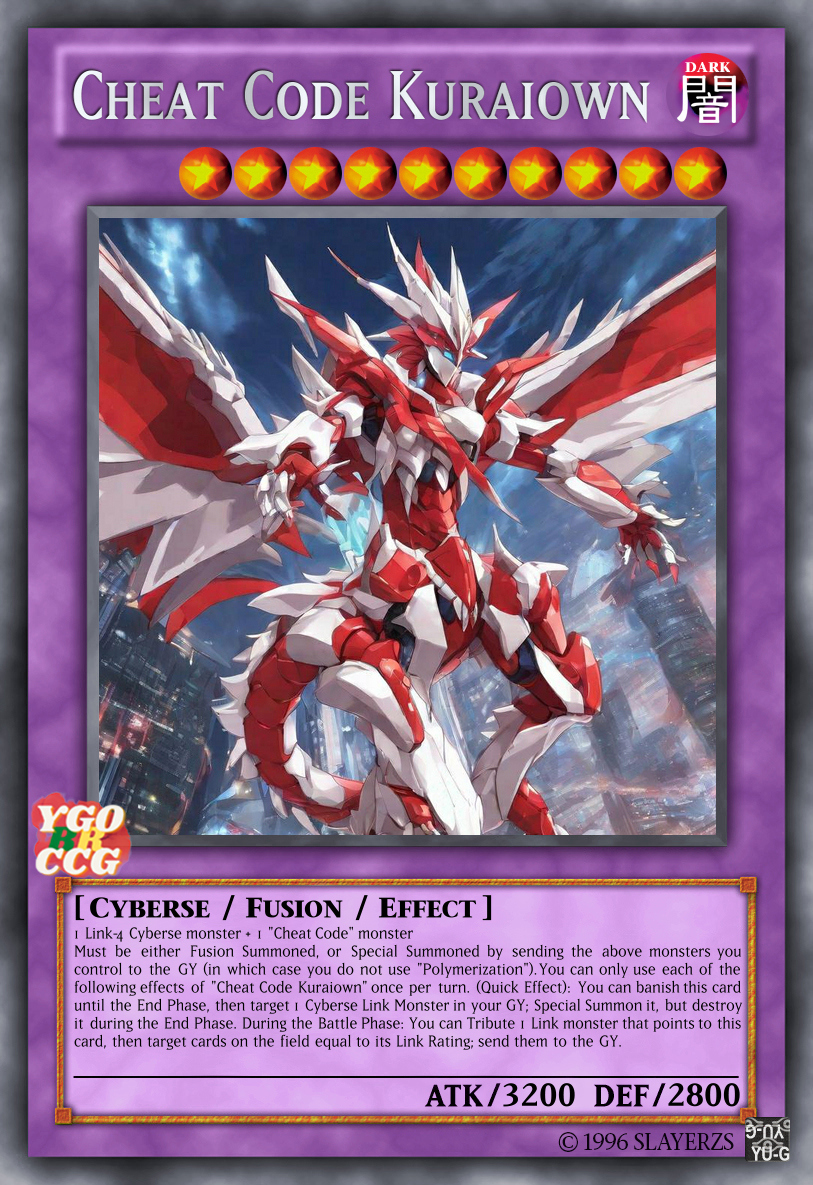 Cheat Code Kuraiown
DARK
闇
YGO
RR
CCG
[ Cyberse / Fusion / Effect ]
1 Link-4 Cyberse monster + 1 "Cheat Code" monster
Must be either Fusion Summoned, or Special Summoned by sending the above monsters you
control to the GY (in which case you do not use "Polymerization").You can only use each of the
following effects of "Cheat Code Kuraiown" once per turn. (Quick Effect): You can banish this card
until the End Phase, then target 1 Cyberse Link Monster in your GY; Special Summon it, but destroy
it during the End Phase. During the Battle Phase: You can Tribute 1 Link monster that points to this
card, then target cards on the field equal to its Link Rating; send them to the GY.
ATK/3200 DEF/2800
© 1996 SLAYERZS
YU-G
YU-G